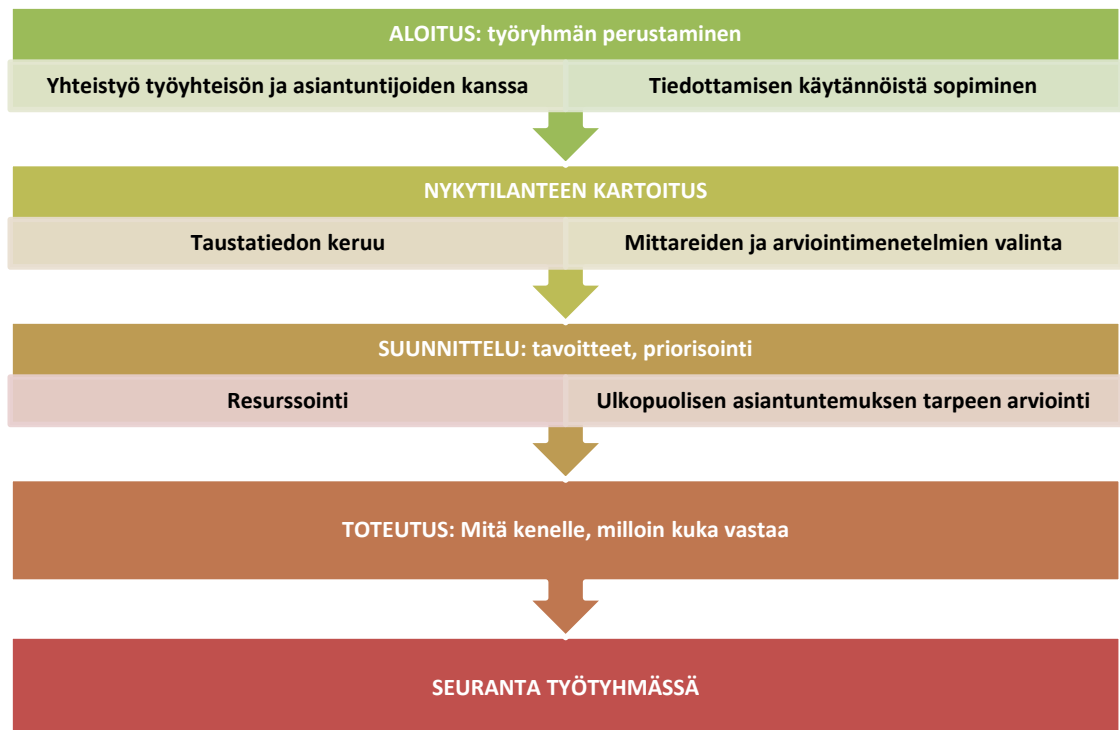 ALOITUS: työryhmän perustaminen
Yhteistyö työyhteisön ja asiantuntijoiden kanssa
Tiedottamisen käytännöistä sopiminen
NYKYTILANTEEN KARTOITUS
Taustatiedon keruu
Mittareiden ja arviointimenetelmien valinta
SUUNNITTELU: tavoitteet, priorisointi
Resurssointi
Ulkopuolisen asiantuntemuksen tarpeen arviointi
TOTEUTUS: Mitä kenelle, milloin kuka vastaa
SEURANTA TYÖTYHMÄSSÄ